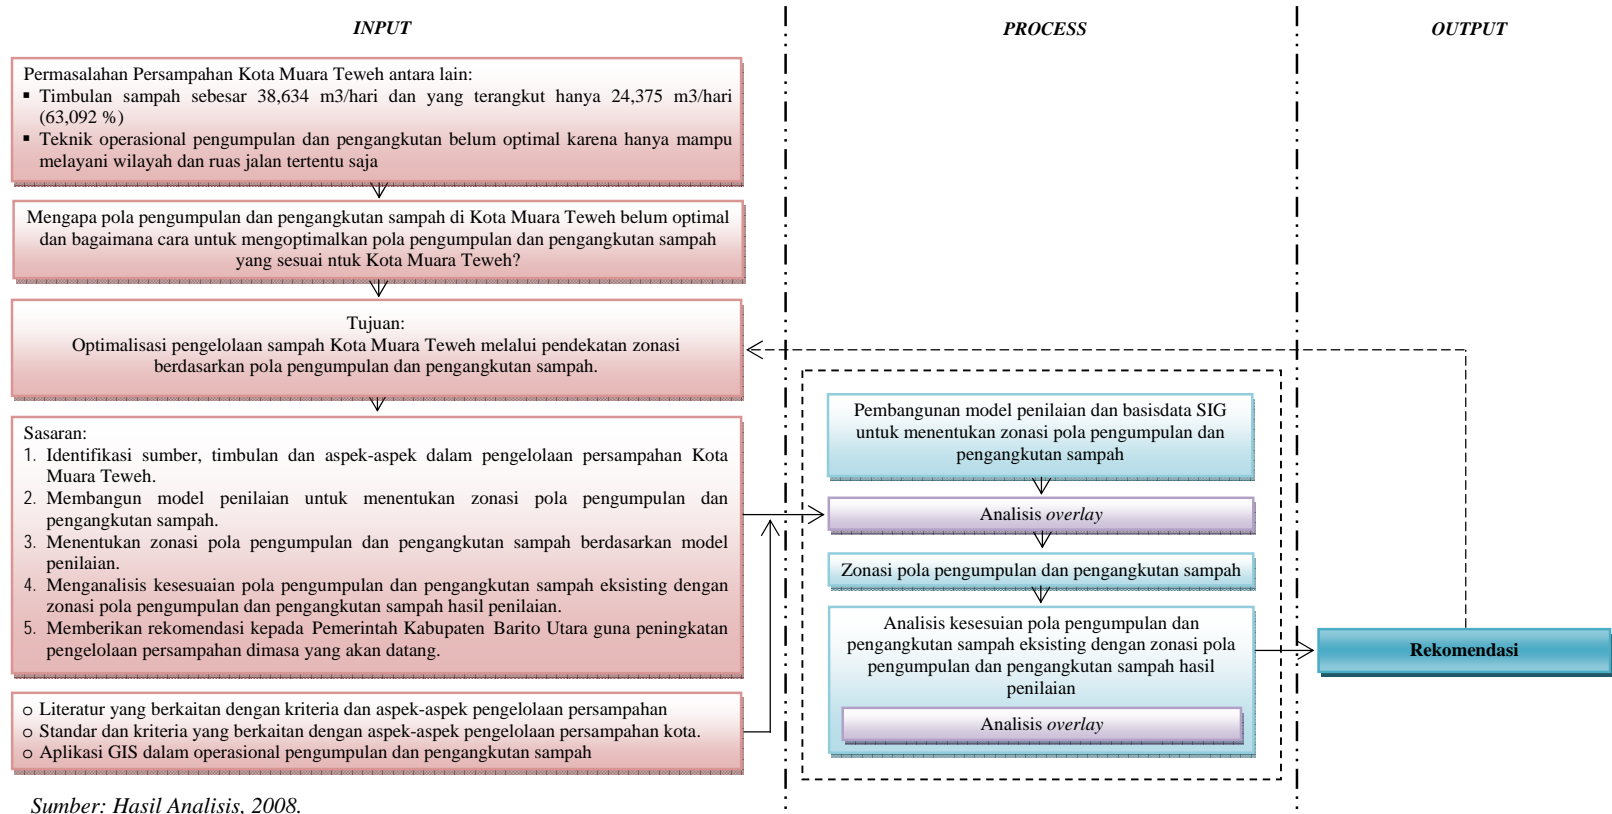 INPUT
PROCESS
OUTPUT
Permasalahan Persampahan Kota Muara Teweh antara lain:
▪ Timbulan sampah sebesar 38,634 m3/hari dan yang terangkut hanya 24,375 m3/hari
(63,092 %)
▪ Teknik operasional pengumpulan dan pengangkutan belum optimal karena hanya mampu
melayani wilayah dan ruas jalan tertentu saja
Mengapa pola pengumpulan dan pengangkutan sampah di Kota Muara Teweh belum optimal
dan bagaimana cara untuk mengoptimalkan pola pengumpulan dan pengangkutan sampah
yang sesuai ntuk Kota Muara Teweh?
Tujuan:
Optimalisasi pengelolaan sampah Kota Muara Teweh melalui pendekatan zonasi
berdasarkan pola pengumpulan dan pengangkutan sampah.
Sasaran:
1. Identifikasi sumber, timbulan dan aspek-aspek dalam pengelolaan persampahan Kota
Muara Teweh.
2. Membangun model penilaian untuk menentukan zonasi pola pengumpulan dan
pengangkutan sampah.
3. Menentukan zonasi pola pengumpulan dan pengangkutan sampah berdasarkan model
penilaian.
4. Menganalisis kesesuaian pola pengumpulan dan pengangkutan sampah eksisting dengan
zonasi pola pengumpulan dan pengangkutan sampah hasil penilaian.
5. Memberikan rekomendasi kepada Pemerintah Kabupaten Barito Utara guna peningkatan
pengelolaan persampahan dimasa yang akan datang.
o Literatur yang berkaitan dengan kriteria dan aspek-aspek pengelolaan persampahan
o Standar dan kriteria yang berkaitan dengan aspek-aspek pengelolaan persampahan kota.
o Aplikasi GIS dalam operasional pengumpulan dan pengangkutan sampah
Pembangunan model penilaian dan basisdata SIG
untuk menentukan zonasi pola pengumpulan dan
pengangkutan sampah
Analisis overlay
Zonasi pola pengumpulan dan pengangkutan sampah
Analisis kesesuian pola pengumpulan dan
pengangkutan sampah eksisting dengan zonasi pola
pengumpulan dan pengangkutan sampah hasil
penilaian
Analisis overlay
Rekomendasi
Sumber: Hasil Analisis, 2008.